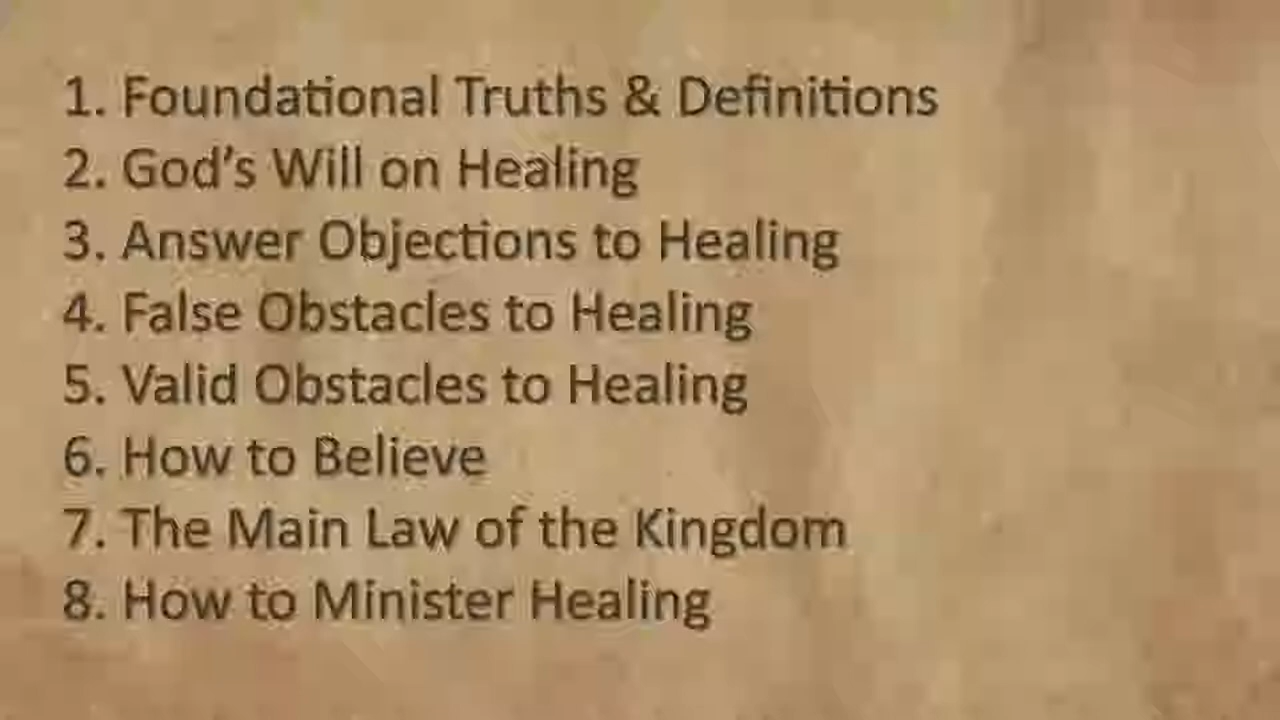 1. Foundational Truths & Definitions
2. God's Will on Healing
3. Answer Objections to Healing
4. False Obstacles to Healing
5. Valid Obstacles to Healing
6. How to Believe
7. The Main Law of the Kingdom
8. How to Minister Healing